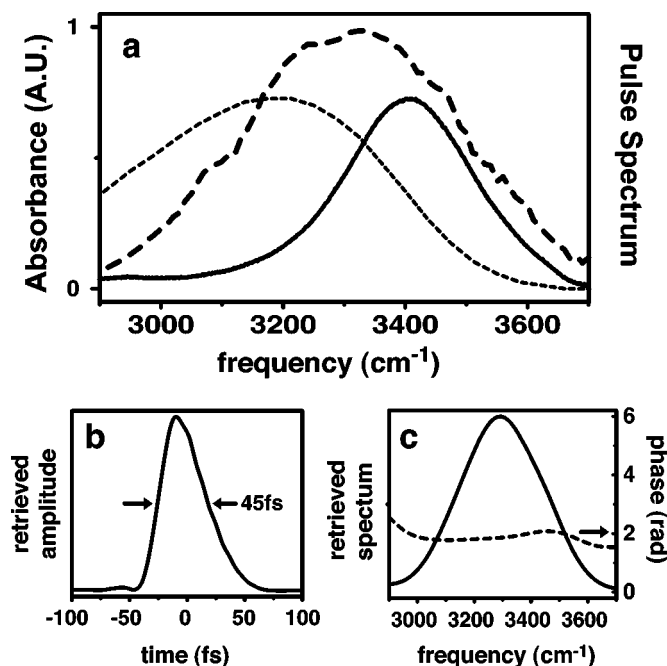 a
1
0
Absorbance (A.U.)
Pulse Spectrum
3000 3200 3400 3600
frequency (cm-1)
b
retrieved
amplitude
45fs
-100 -50 0 50 100
time (fs)
c
retrieved
spectum
6
4
2
0
phase (rad)
3000 3200 3400 3600
frequency (cm-1)